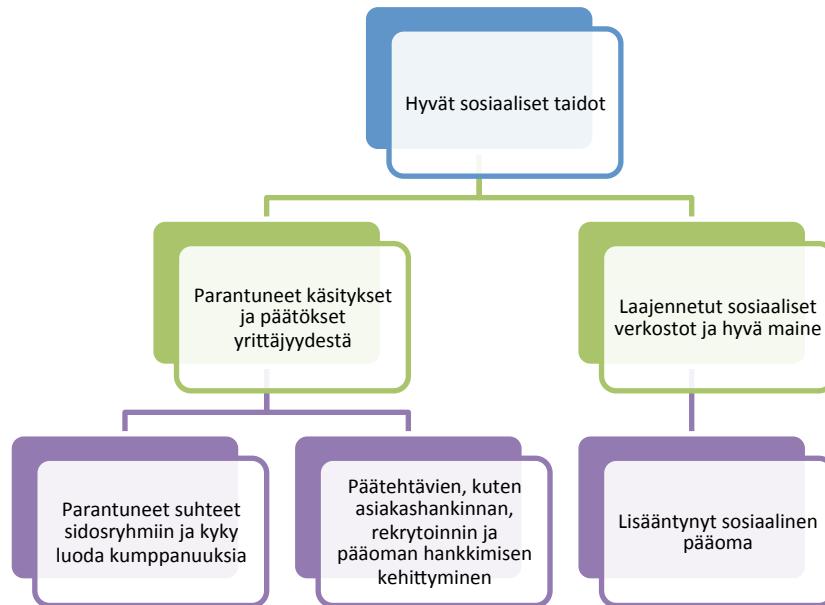 Hyvät sosiaaliset taidot
Parantuneet käsitykset
ja päätökset
yrittäjyydestä
Laajennetut sosiaaliset
verkostot ja hyvä maine
Parantuneet suhteet
sidosryhmiin ja kyky
luoda kumppanuuksia
Päätehtävien, kuten
asiakashankinnan,
rekrytoinnin ja
pääoman hankkimisen
kehittyminen
Lisääntynyt sosiaalinen
pääoma